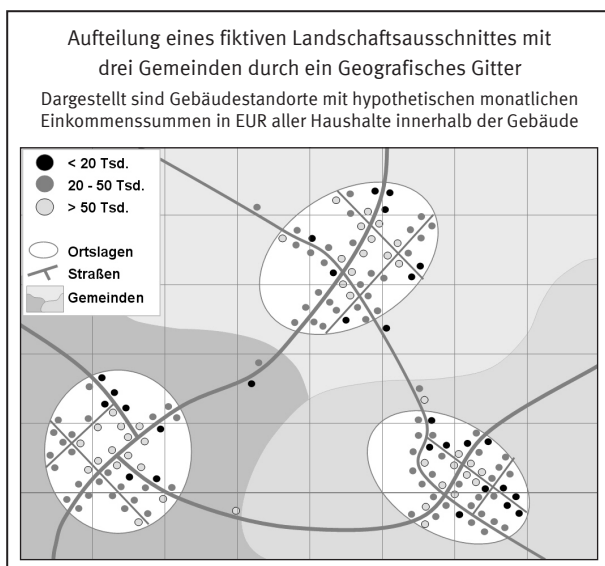 Aufteilung eines fiktiven Landschaftsausschnittes mit
drei Gemeinden durch ein Geografisches Gitter
Dargestellt sind Gebäudestandorte mit hypothetischen monatlichen
Einkommenssummen in EUR aller Haushalte innerhalb der Gebäude
< 20 Tsd.
20 - 50 Tsd.
> 50 Tsd.
Ortslagen
Straßen
Gemeinden